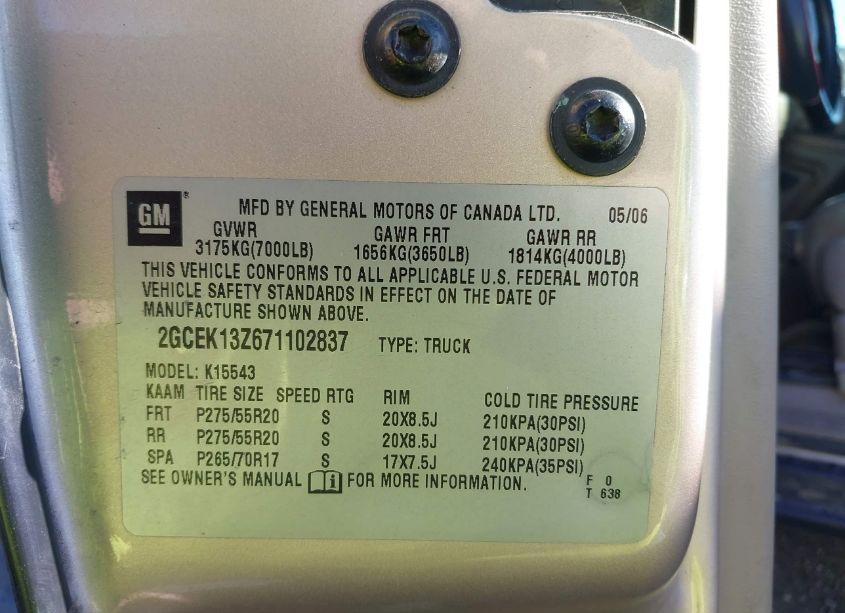 GM ® MFD BY GENERAL MOTORS OF CANADA LTD. 05/06
GVWR GAWR FRT GAWR RR
3175KG(7000LB) 1656KG(3650LB) 1814KG(4000LB)
THIS VEHICLE CONFORMS TO ALL APPLICABLE U.S. FEDERAL MOTOR
VEHICLE SAFETY STANDARDS IN EFFECT ON THE DATE OF
MANUFACTURE SHOWN ABOVE.
2GCEK13Z671102837 TYPE: TRUCK
MODEL: K15543
KAAM TIRE SIZE SPEED RTG RIM COLD TIRE PRESSURE
FRT P275/55R20 S 20X8.5J 210KPA(30PSI)
RR P275/55R20 S 20X8.5J 210KPA(30PSI)
SPA P265/70R17 S 17X7.5J 240KPA(35PSI)
SEE OWNER'S MANUAL FOR MORE INFORMATION. F 0
T 638